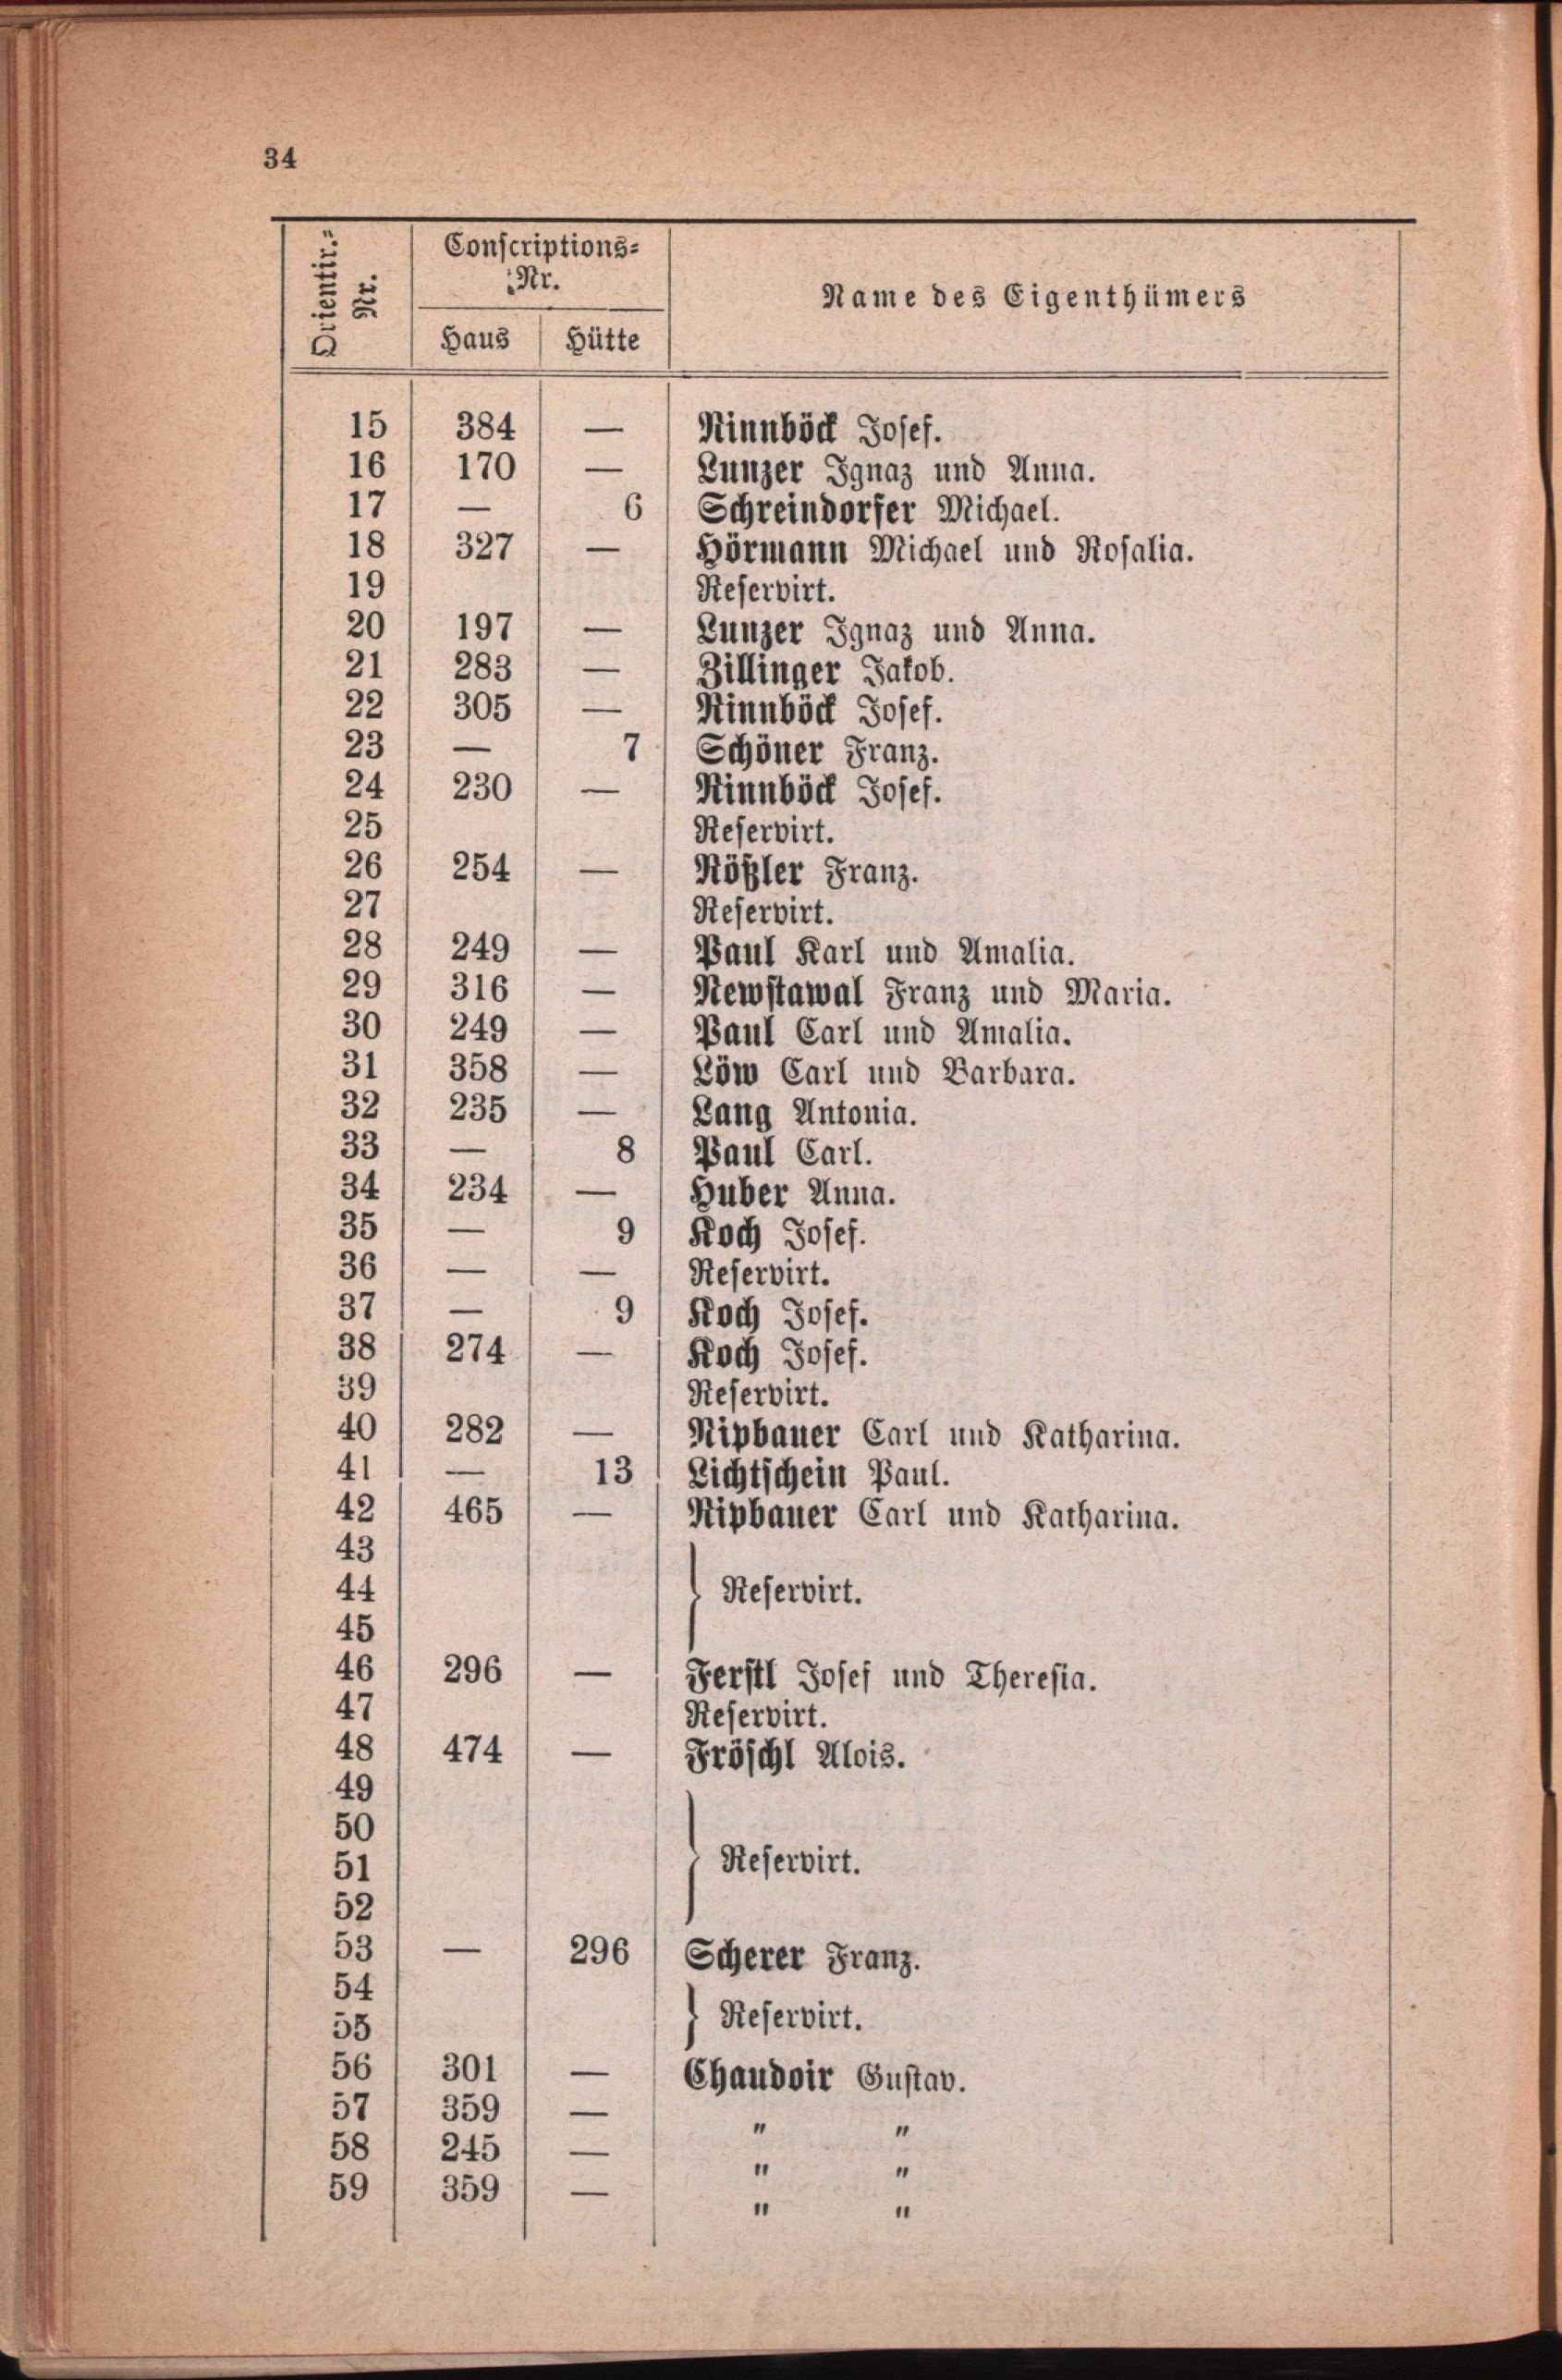 34
Orientir.-
Nr.
Conscriptions-
Nr.
Haus Hütte
Name des Eigenthümers
15 384 — Rinnböck Josef.
16 170 — Lunzer Ignaz und Anna.
17 — 6 Schreindorfer Michael.
18 327 — Hörmann Michael und Rosalia.
19 Reservirt.
20 197 — Lunzer Ignaz und Anna.
21 283 — Zillinger Jakob.
22 305 — Rinnböck Josef.
23 — 7 Schöner Franz.
24 230 — Rinnböck Josef.
25 Reservirt.
26 254 — Rößler Franz.
27 Reservirt.
28 249 — Paul Karl und Amalia.
29 316 — Newstawal Franz und Maria.
30 249 — Paul Carl und Amalia.
31 358 — Löw Carl und Barbara.
32 235 — Lang Antonia.
33 — 8 Paul Carl.
34 234 — Huber Anna.
35 — 9 Koch Josef.
36 — — Reservirt.
37 — 9 Koch Josef.
38 274 — Koch Josef.
39 Reservirt.
40 282 — Ripbauer Carl und Katharina.
41 — 13 Lichtschein Paul.
42 465 — Ripbauer Carl und Katharina.
43
44 } Reservirt.
45
46 296 — Ferstl Josef und Theresia.
47 Reservirt.
48 474 — Fröschl Alois.
49
50
51 } Reservirt.
52
53 — 296 Scherer Franz.
54
55 } Reservirt.
56 301 — Chaudoir Gustav.
57 359 — " "
58 245 — " "
59 359 — " "